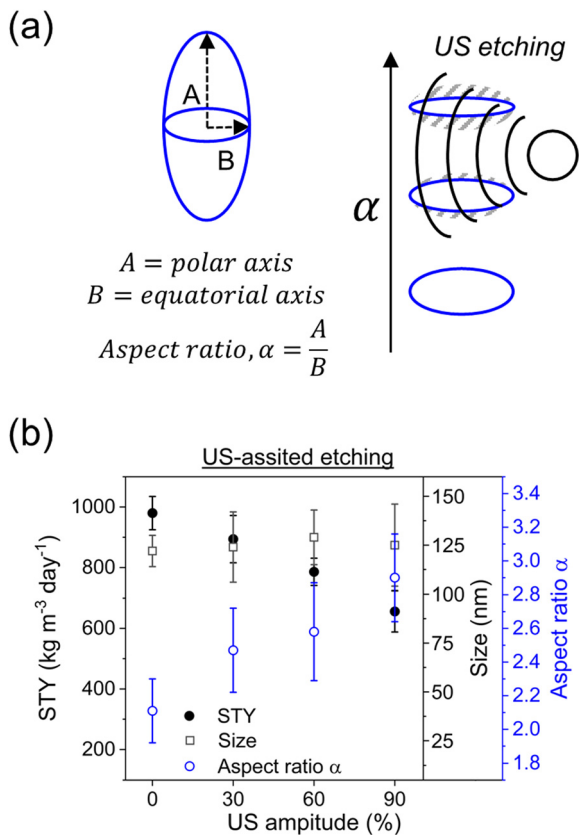 (a)
US etching
A
B
α
A = polar axis
B = equatorial axis
Aspect ratio, α = A/B
(b)
US-assited etching
1000
800
600
400
200
STY (kg m⁻³ day⁻¹)
150
125
100
75
50
25
Size (nm)
3.4
3.2
3.0
2.8
2.6
2.4
2.2
2.0
1.8
Aspect ratio α
STY
Size
Aspect ratio α
0 30 60 90
US ampitude (%)